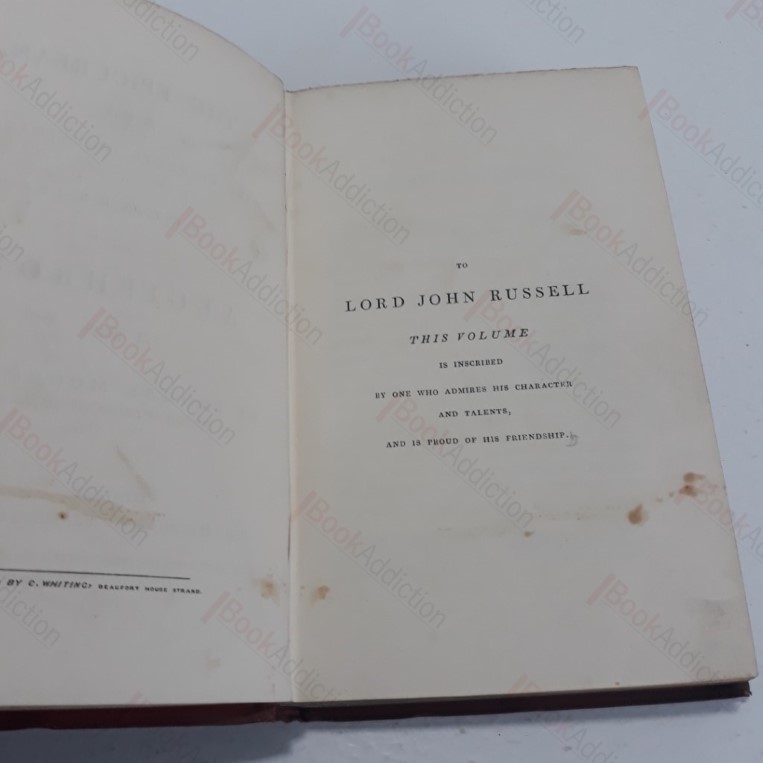 BY C. WHITING, BEAUFORT HOUSE STRAND.
TO
LORD JOHN RUSSELL
THIS VOLUME
IS INSCRIBED
BY ONE WHO ADMIRES HIS CHARACTER
AND TALENTS,
AND IS PROUD OF HIS FRIENDSHIP.
BookAddiction